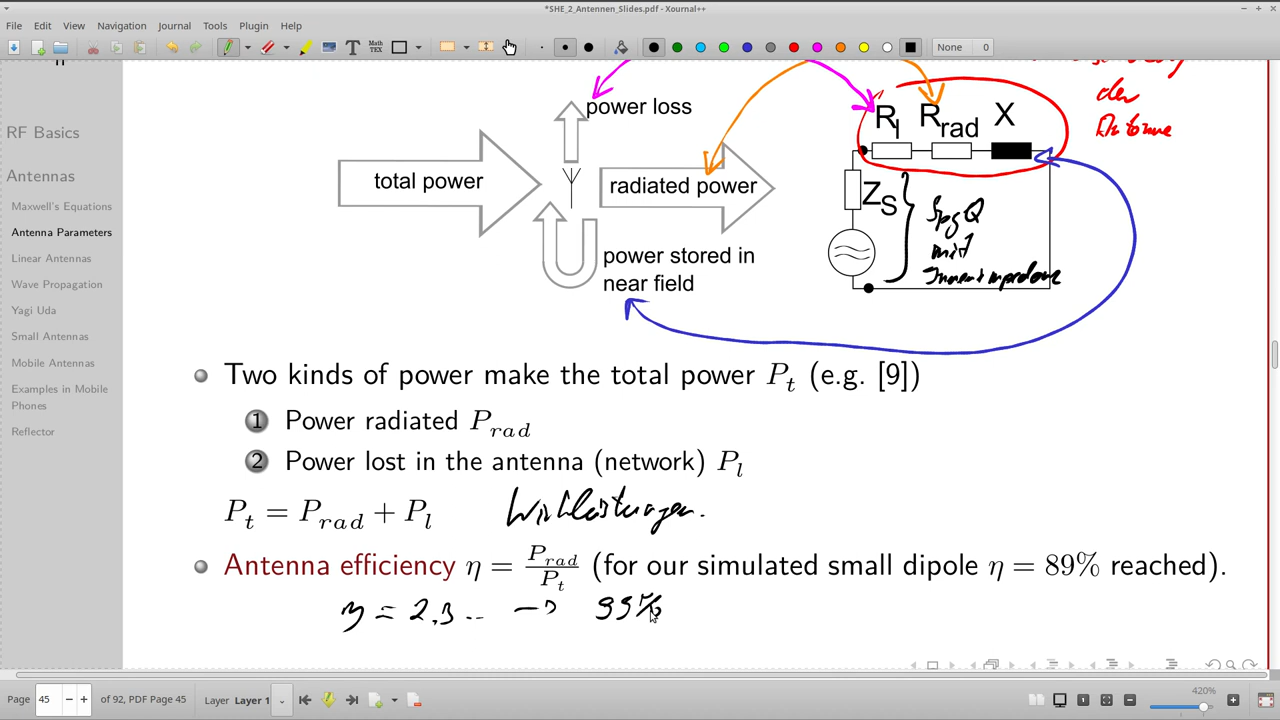 *SHE_2_Antennen_Slides.pdf - Xournal++
File Edit View Navigation Journal Tools Plugin Help
None 0
RF Basics
Antennas
Maxwell's Equations
Antenna Parameters
Linear Antennas
Wave Propagation
Yagi Uda
Small Antennas
Mobile Antennas
Examples in Mobile
Phones
Reflector
total power
power loss
radiated power
power stored in
near field
R_l R_rad X
Z_S
SpgQ
mit
Innenimpedanz
der
Antenne
Two kinds of power make the total power P_t (e.g. [9])
1 Power radiated P_rad
2 Power lost in the antenna (network) P_l
P_t = P_rad + P_l Wirkleistungen.
Antenna efficiency η = P_rad / P_t (for our simulated small dipole η = 89% reached).
η = 2,3 .. → 99%
Page 45 of 92, PDF Page 45 Layer Layer 1 420%